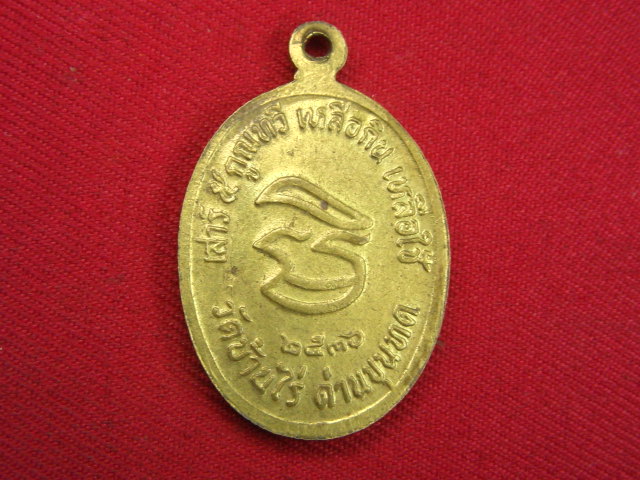 เสาร์ ๕ คูณทวี เหลือกิน เหลือใช้
๒๕๓๖
วัดบ้านไร่ ด่านขุนทด